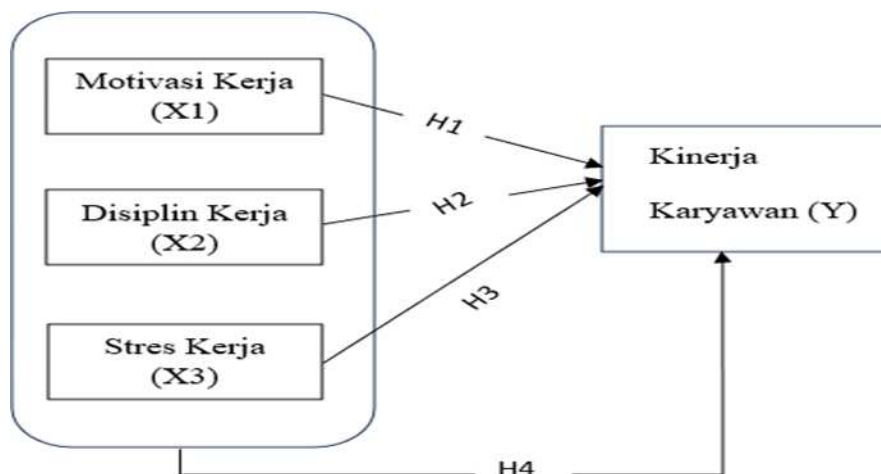 Motivasi Kerja
(X1)
H1
Kinerja
Karyawan (Y)
Disiplin Kerja
(X2)
H2
H3
Stres Kerja
(X3)
H4